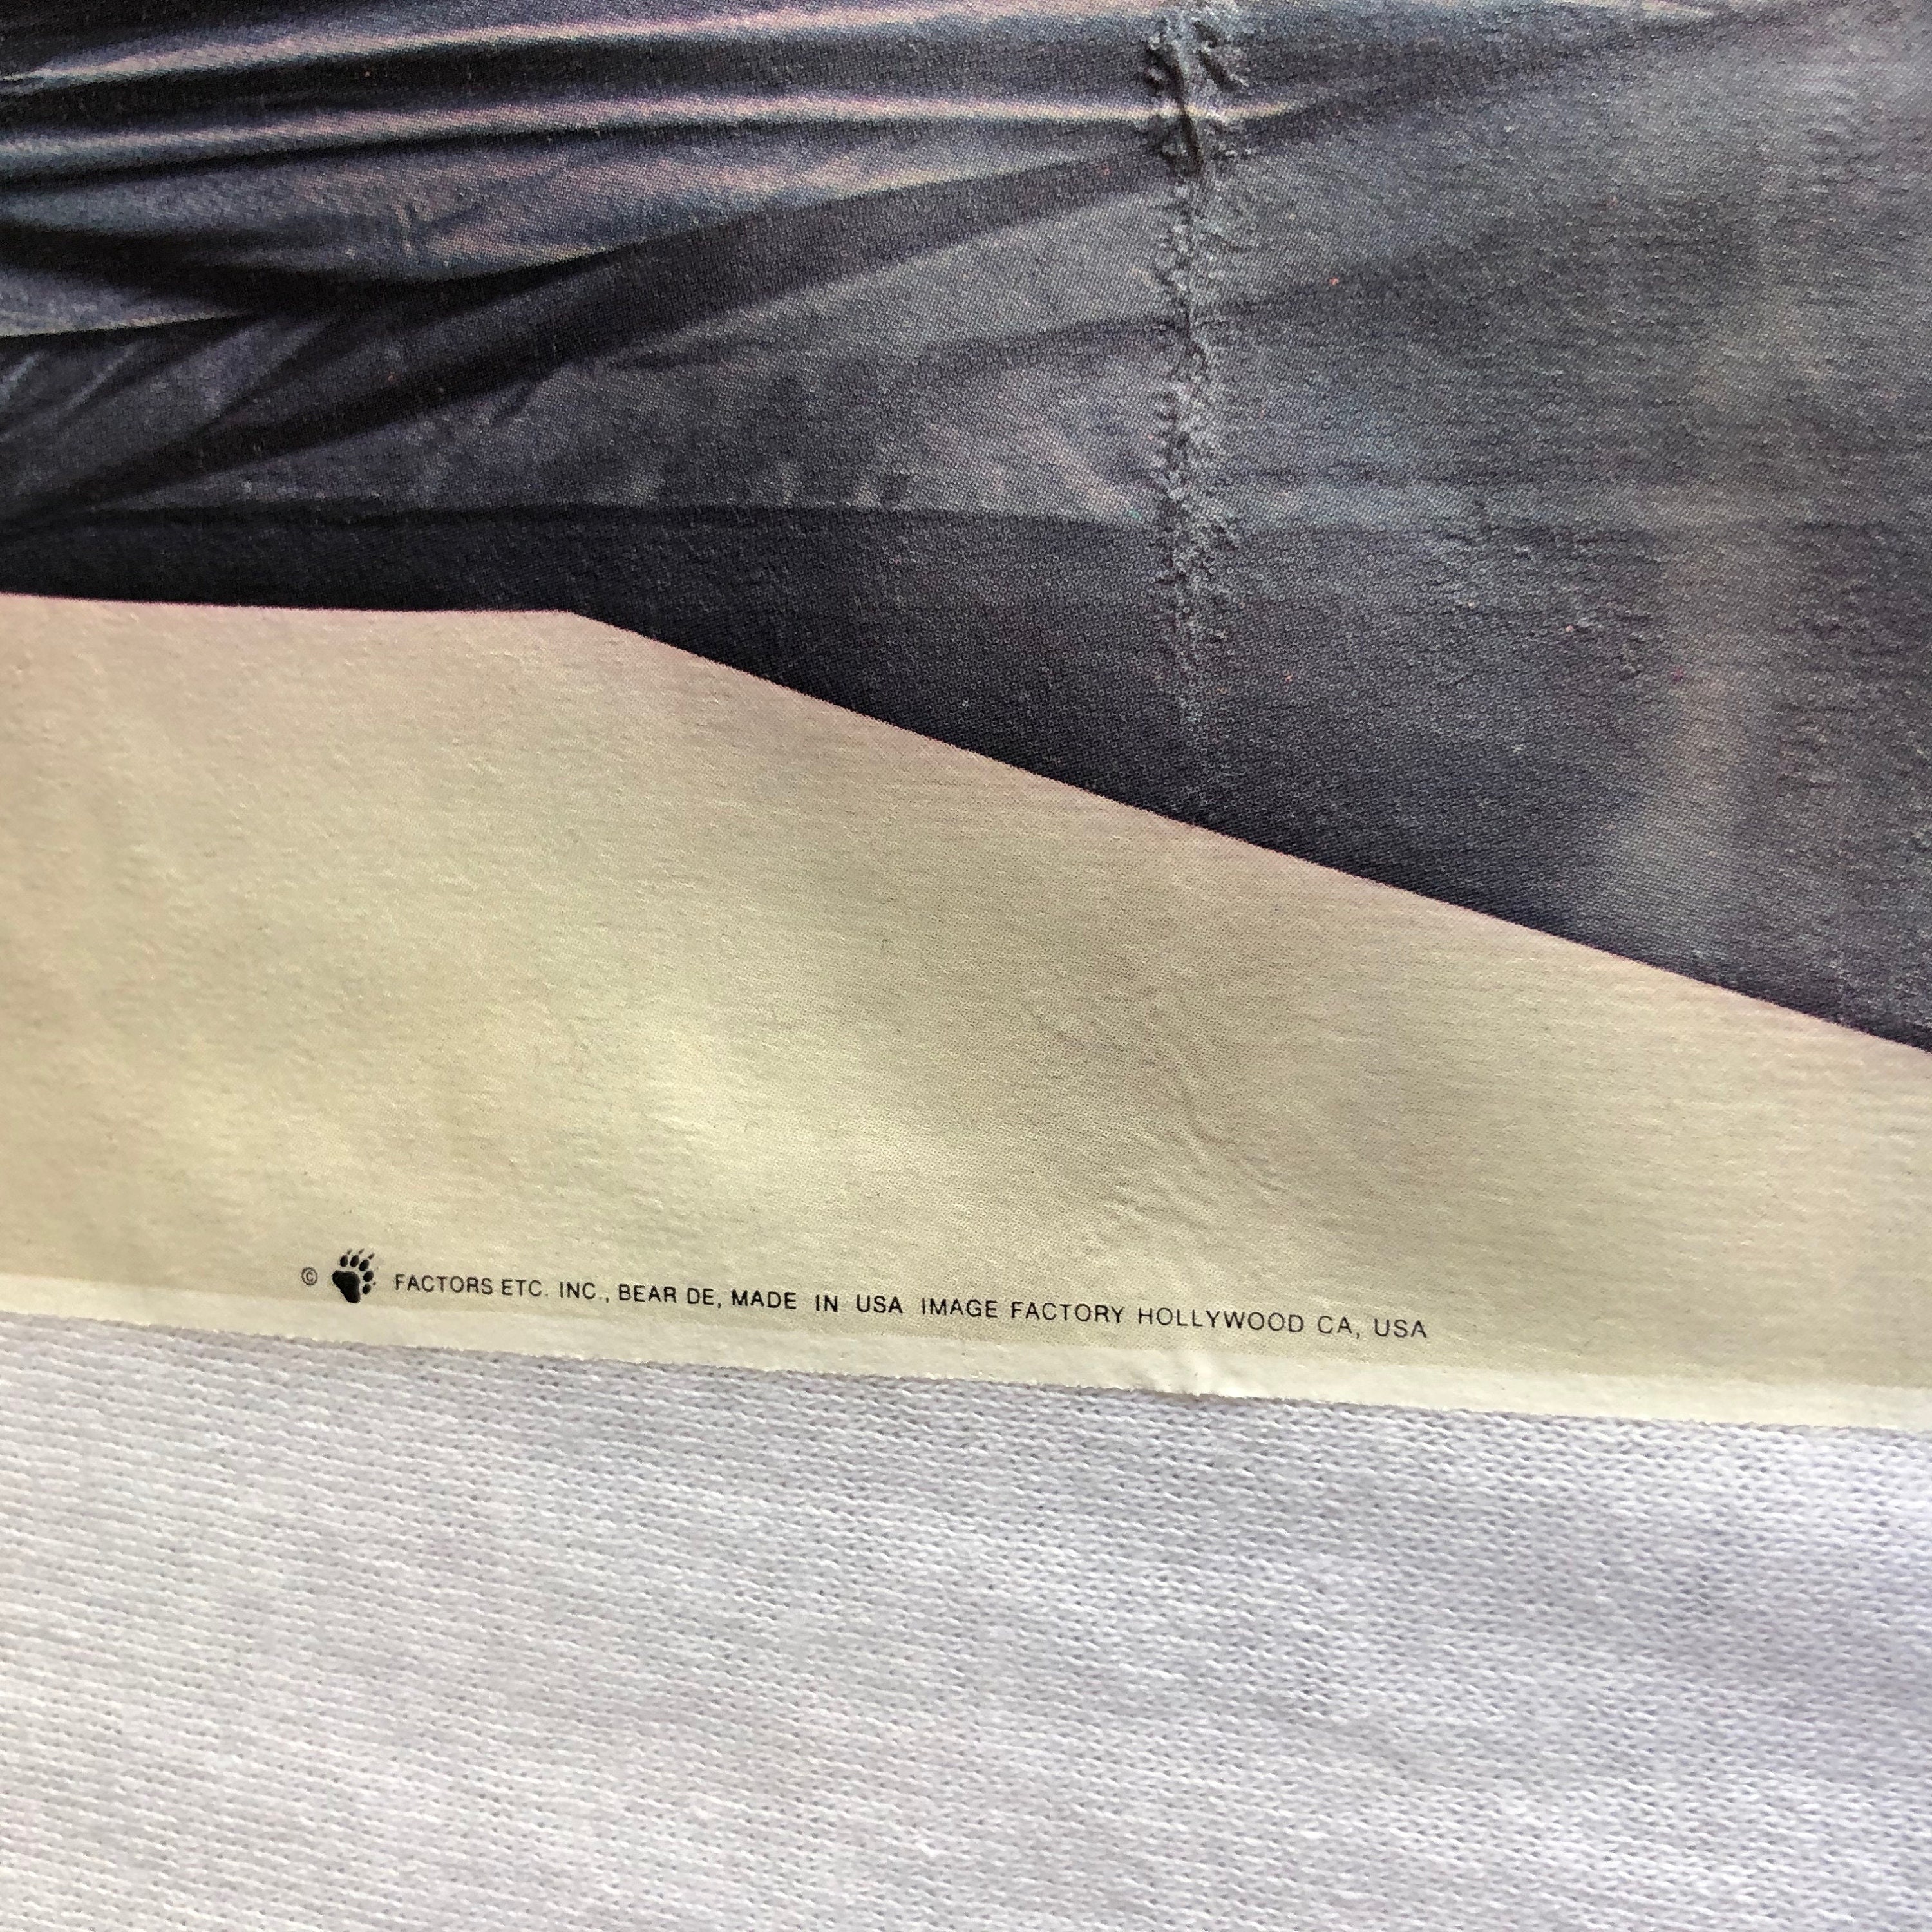 © FACTORS ETC. INC., BEAR DE, MADE IN USA IMAGE FACTORY HOLLYWOOD CA, USA